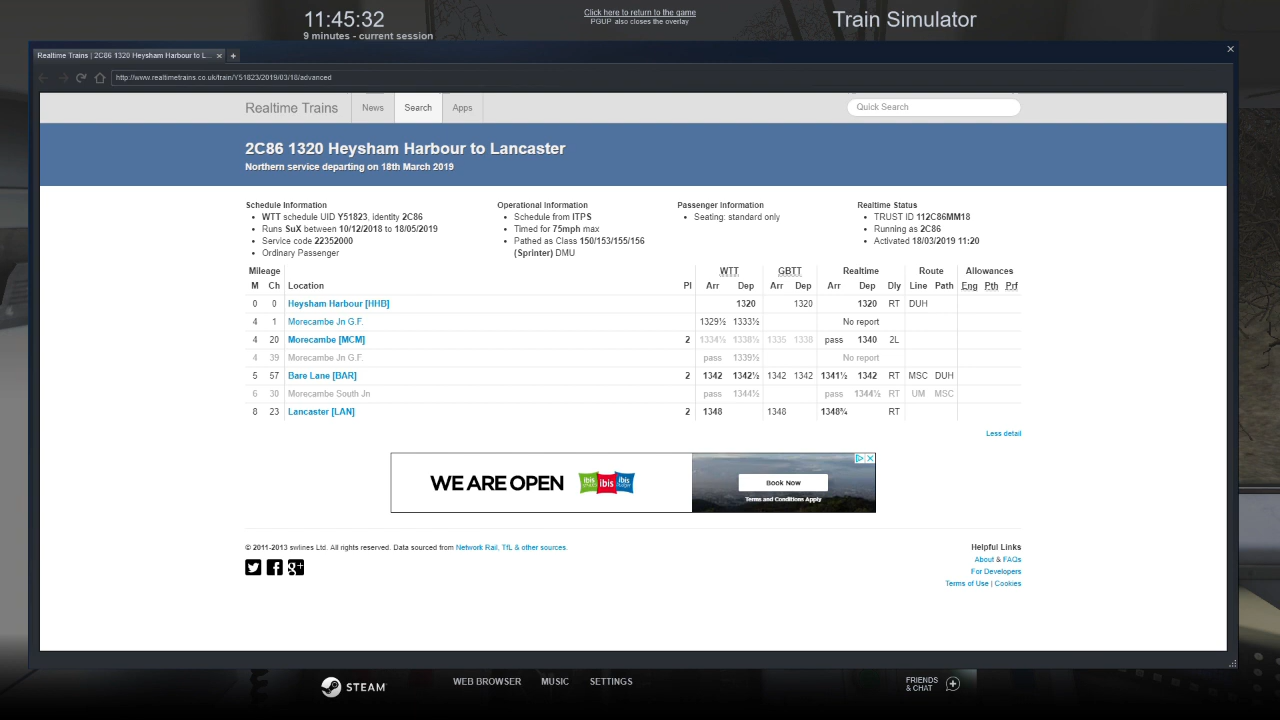 11:45:32
9 minutes - current session
Click here to return to the game
PGUP also closes the overlay
Train Simulator
Realtime Trains | 2C86 1320 Heysham Harbour to L... × +
http://www.realtimetrains.co.uk/train/Y51823/2019/03/18/advanced
Realtime Trains News Search Apps Quick Search
2C86 1320 Heysham Harbour to Lancaster
Northern service departing on 18th March 2019
Schedule Information
• WTT schedule UID Y51823, identity 2C86
• Runs SuX between 10/12/2018 to 18/05/2019
• Service code 22352000
• Ordinary Passenger
Operational Information
• Schedule from ITPS
• Timed for 75mph max
• Pathed as Class 150/153/155/156
(Sprinter) DMU
Passenger Information
• Seating: standard only
Realtime Status
• TRUST ID 112C86MM18
• Running as 2C86
• Activated 18/03/2019 11:20
Mileage WTT GBTT Realtime Route Allowances
M Ch Location Pl Arr Dep Arr Dep Arr Dep Dly Line Path Eng Pth Prf
0 0 Heysham Harbour [HHB] 1320 1320 1320 RT DUH
4 1 Morecambe Jn G.F. 1329½ 1333½ No report
4 20 Morecambe [MCM] 2 1334½ 1338½ 1335 1338 pass 1340 2L
4 39 Morecambe Jn G.F. pass 1339½ No report
5 57 Bare Lane [BAR] 2 1342 1342½ 1342 1342 1341½ 1342 RT MSC DUH
6 30 Morecambe South Jn pass 1344½ pass 1344½ RT UM MSC
8 23 Lancaster [LAN] 2 1348 1348 1348¾ RT
Less detail
WE ARE OPEN ibis ibis ibis
Book Now
Terms and Conditions Apply
© 2011-2013 swlines Ltd. All rights reserved. Data sourced from Network Rail, TfL & other sources.
Helpful Links
About & FAQs
For Developers
Terms of Use | Cookies
STEAM WEB BROWSER MUSIC SETTINGS
FRIENDS
& CHAT